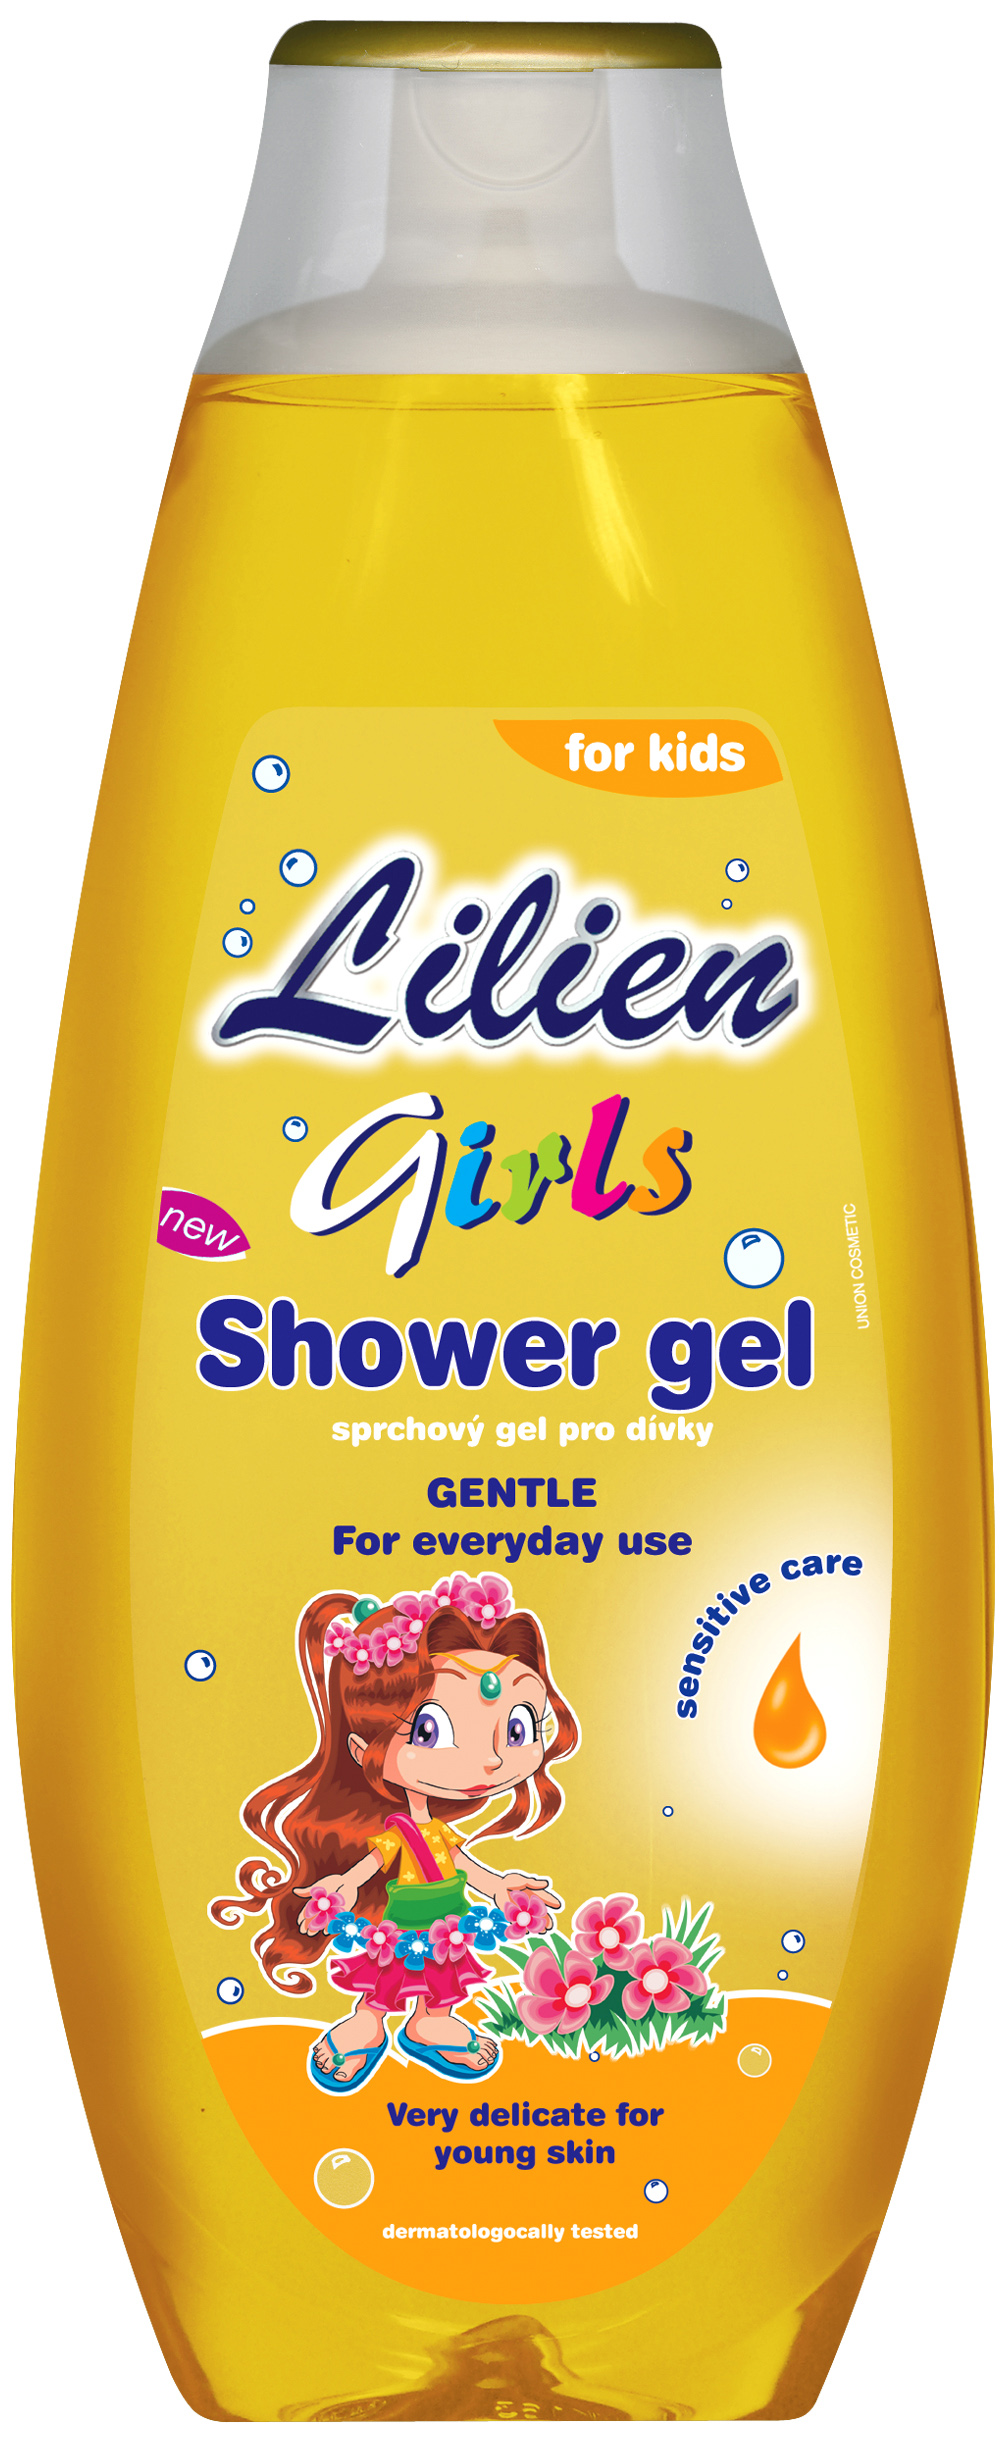 for kids
Lilien
Girls
new
UNION COSMETIC
Shower gel
sprchový gel pro dívky
GENTLE
For everyday use
sensitive care
Very delicate for
young skin
dermatologocally tested